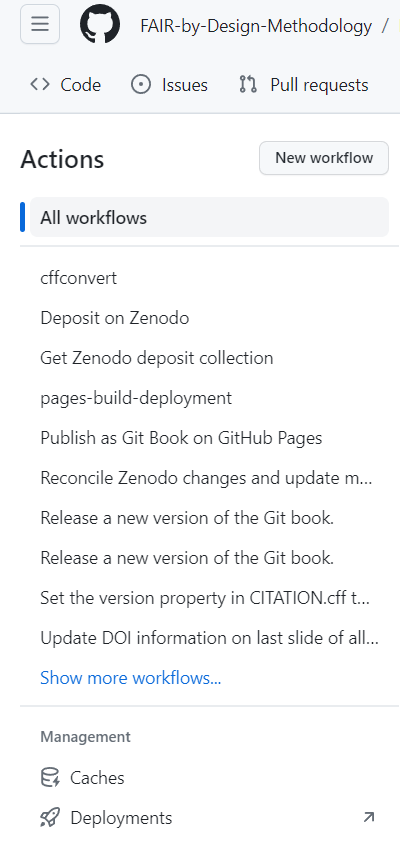 FAIR-by-Design-Methodology /
Code Issues Pull requests
Actions New workflow
All workflows
cffconvert
Deposit on Zenodo
Get Zenodo deposit collection
pages-build-deployment
Publish as Git Book on GitHub Pages
Reconcile Zenodo changes and update m...
Release a new version of the Git book.
Release a new version of the Git book.
Set the version property in CITATION.cff t...
Update DOI information on last slide of all...
Show more workflows...
Management
Caches
Deployments